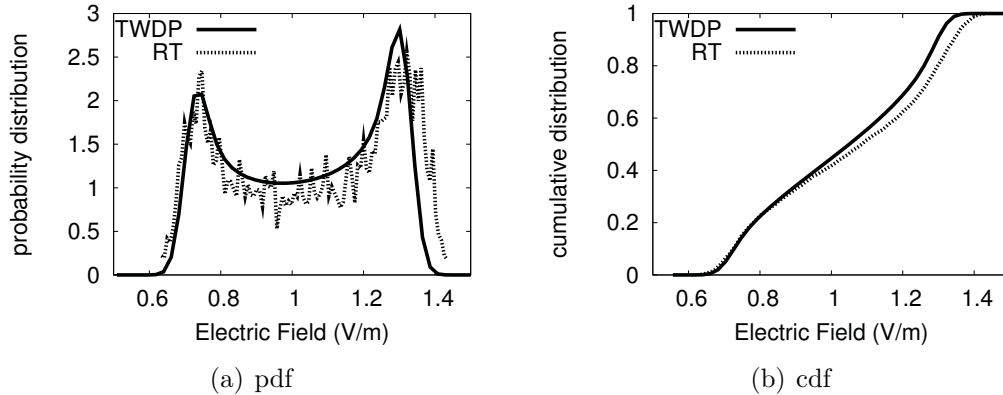 TWDP
RT
probability distribution
3
2.5
2
1.5
1
0.5
0
0.6 0.8 1 1.2 1.4
Electric Field (V/m)
(a) pdf
TWDP
RT
cumulative distribution
1
0.8
0.6
0.4
0.2
0
0.6 0.8 1 1.2 1.4
Electric Field (V/m)
(b) cdf